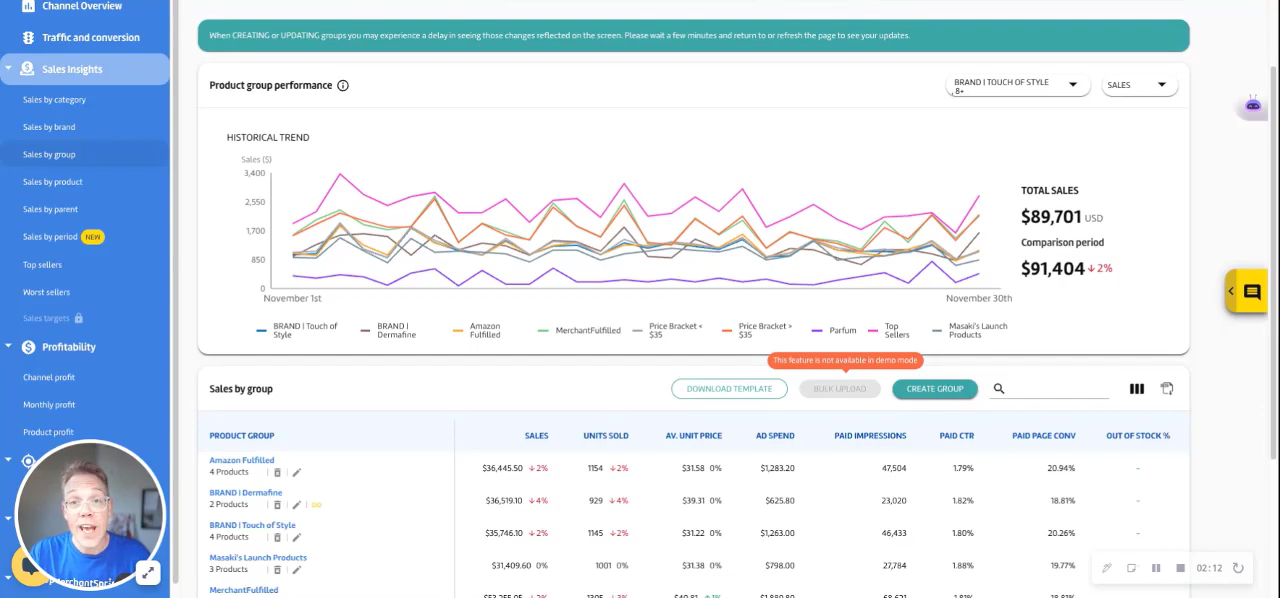 Channel Overview
Traffic and conversion
Sales Insights
Sales by category
Sales by brand
Sales by group
Sales by product
Sales by parent
Sales by period NEW
Top sellers
Worst sellers
Sales targets
Profitability
Channel profit
Monthly profit
Product profit
When CREATING or UPDATING groups you may experience a delay in seeing those changes reflected on the screen. Please wait a few minutes and return to or refresh the page to see your updates.
Product group performance
BRAND | TOUCH OF STYLE
, 8+
SALES
HISTORICAL TREND
Sales ($)
3,400
2,550
1,700
850
0
November 1st
November 30th
TOTAL SALES
$89,701 USD
Comparison period
$91,404 ↓ 2%
BRAND | Touch of Style
BRAND | Dermafine
Amazon Fulfilled
MerchantFulfilled
Price Bracket < $35
Price Bracket > $35
Parfum
Top Sellers
Masaki's Launch Products
This feature is not available in demo mode
Sales by group
DOWNLOAD TEMPLATE
BULK UPLOAD
CREATE GROUP
PRODUCT GROUP SALES UNITS SOLD AV. UNIT PRICE AD SPEND PAID IMPRESSIONS PAID CTR PAID PAGE CONV OUT OF STOCK %
Amazon Fulfilled
4 Products
$36,445.50 ↓ 2% 1154 ↓ 2% $31.58 0% $1,283.20 47,504 1.79% 20.94% -
BRAND | Dermafine
2 Products
$36,519.10 ↓ 4% 929 ↓ 4% $39.31 0% $625.80 23,020 1.82% 18.81% -
BRAND | Touch of Style
4 Products
$35,746.10 ↓ 2% 1145 ↓ 2% $31.22 0% $1,263.00 46,433 1.80% 20.26% -
Masaki's Launch Products
3 Products
$31,409.60 0% 1001 0% $31.38 0% $798.00 27,784 1.88% 19.77% -
MerchantFulfilled
02:12